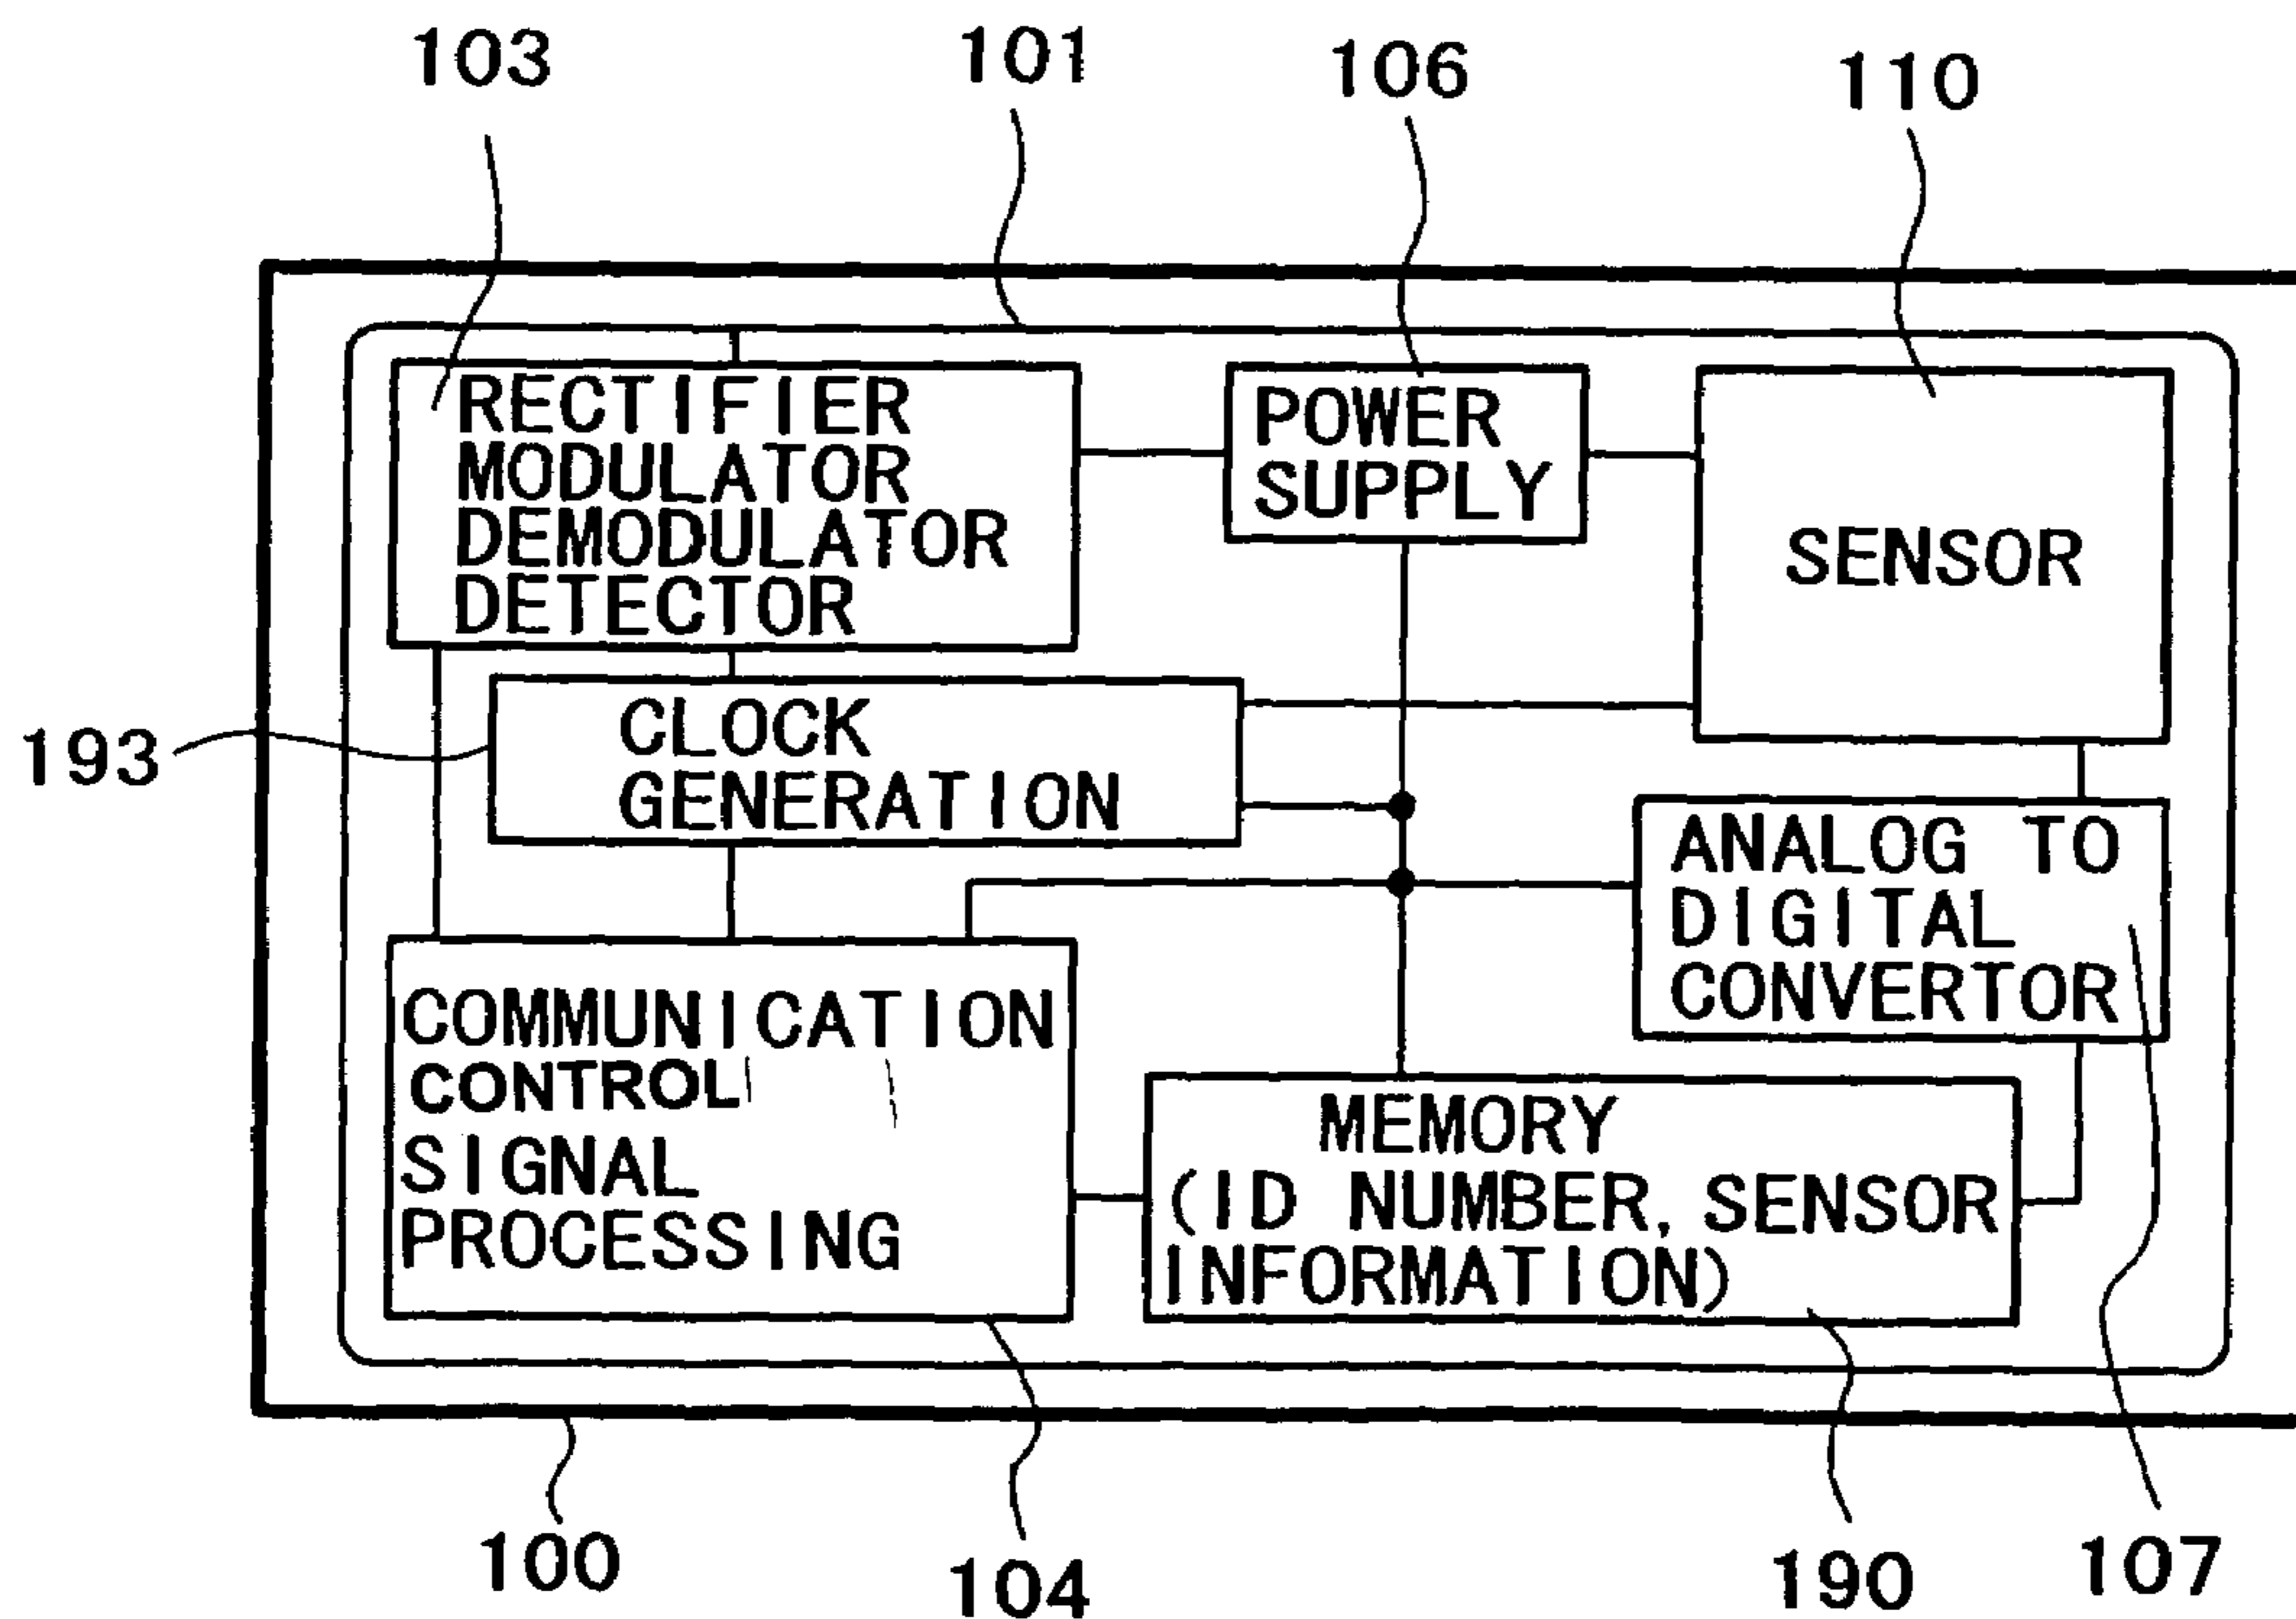 103
101
106
110
RECTIFIER
MODULATOR
DEMODULATOR
DETECTOR
POWER
SUPPLY
SENSOR
193
CLOCK
GENERATION
ANALOG TO
DIGITAL
CONVERTOR
COMMUNICATION
CONTROL
SIGNAL
PROCESSING
MEMORY
(ID NUMBER, SENSOR
INFORMATION)
100
104
190
107